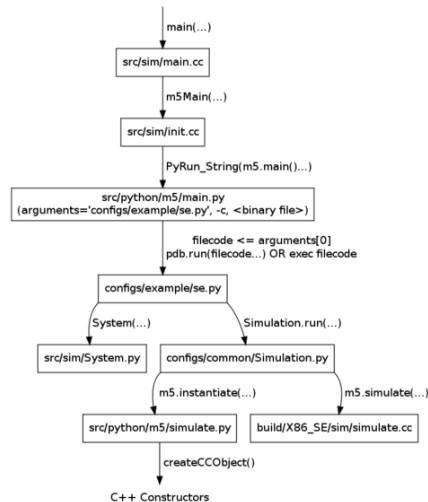 main(...)
src/sim/main.cc
m5Main(...)
src/sim/init.cc
PyRun_String(m5.main()...)
src/python/m5/main.py
(arguments='configs/example/se.py', -c, <binary file>)
filecode <= arguments[0]
pdb.run(filecode...) OR exec filecode
configs/example/se.py
System(...)
Simulation.run(...)
src/sim/System.py
configs/common/Simulation.py
m5.instantiate(...)
m5.simulate(...)
src/python/m5/simulate.py
build/X86_SE/sim/simulate.cc
createCCObject()
C++ Constructors